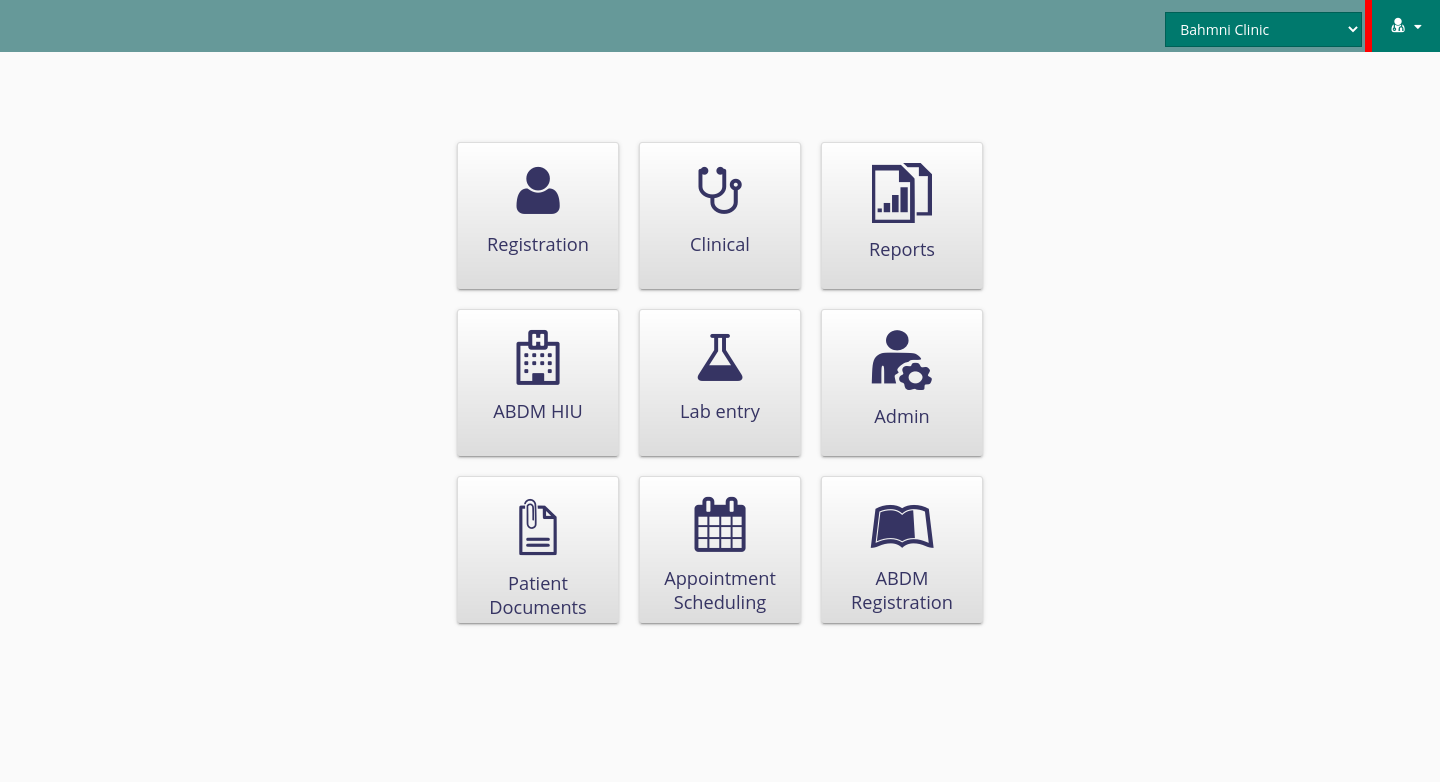 Bahmni Clinic
Registration
Clinical
Reports
ABDM HIU
Lab entry
Admin
Patient
Documents
Appointment
Scheduling
ABDM
Registration